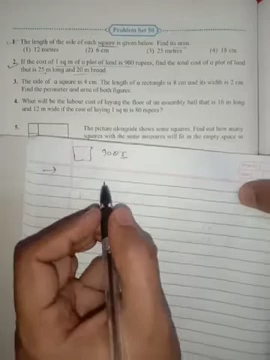 Problem Set 50
1. The length of the side of each square is given below. Find its area.
(1) 12 metres (2) 6 cm (3) 25 metres (4) 18 cm
2. If the cost of 1 sq m of a plot of land is 900 rupees, find the total cost of a plot of land
that is 25 m long and 20 m broad.
3. The side of a square is 4 cm. The length of a rectangle is 8 cm and its width is 2 cm.
Find the perimeter and area of both figures.
4. What will be the labour cost of laying the floor of an assembly hall that is 16 m long
and 12 m wide if the cost of laying 1 sq m is 80 rupees?
5. The picture alongside shows some squares. Find out how many
squares with the same measures will fit in the empty space in